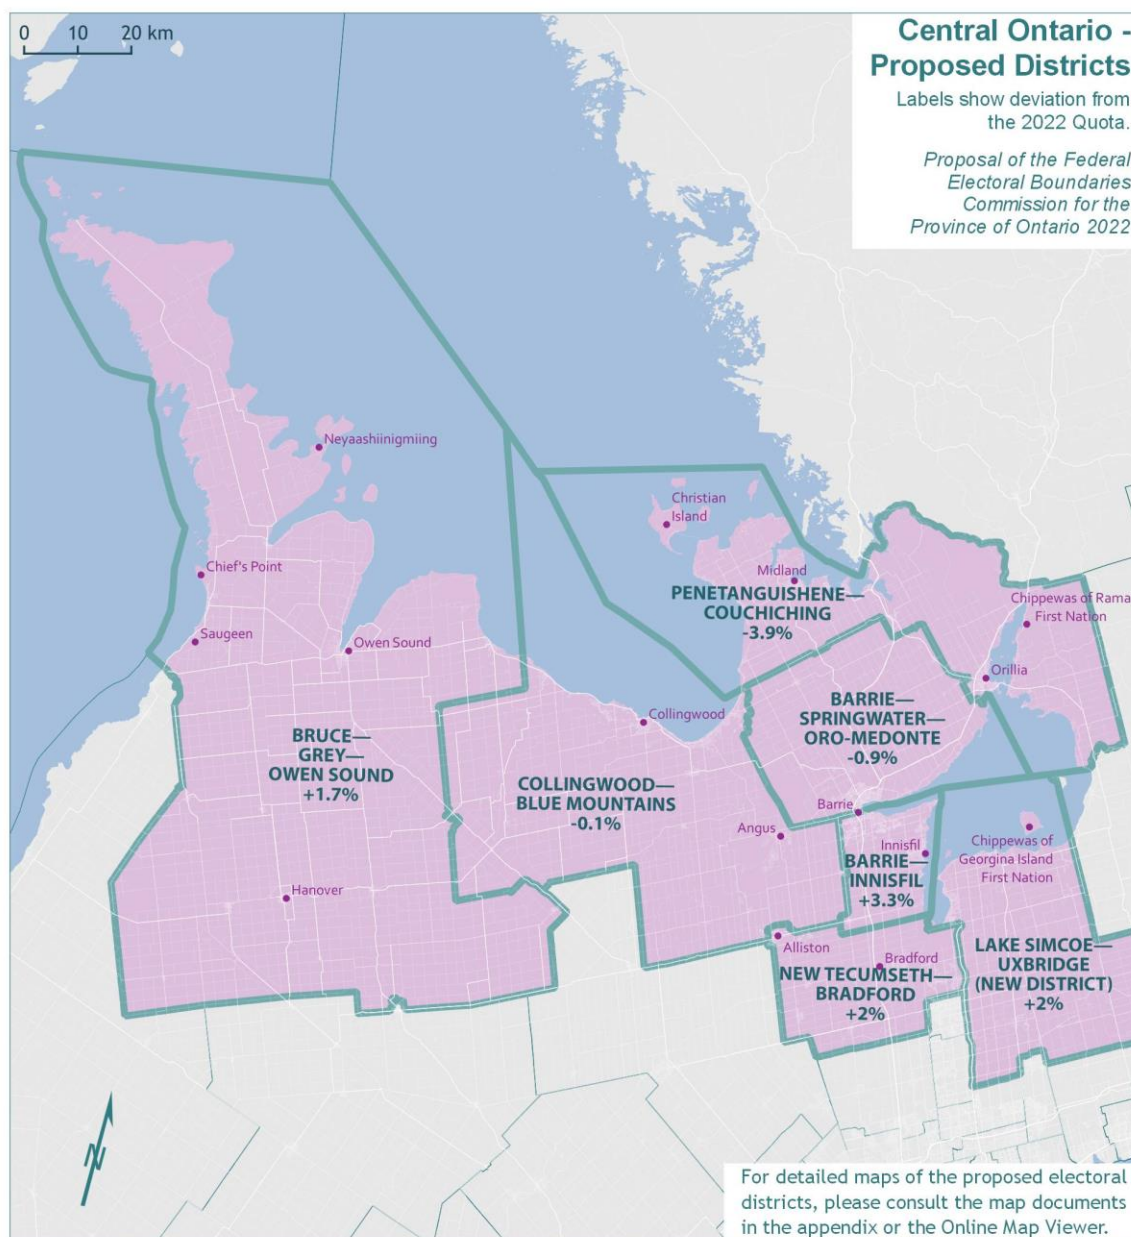 0 10 20 km
Central Ontario -
Proposed Districts
Labels show deviation from
the 2022 Quota.
Proposal of the Federal
Electoral Boundaries
Commission for the
Province of Ontario 2022
Neyaashiinigmiing
Christian
Island
Chief's Point
Midland
PENETANGUISHENE—
COUCHICHING
-3.9%
Chippewas of Rama
First Nation
Saugeen
Owen Sound
Orillia
BARRIE—
SPRINGWATER—
ORO-MEDONTE
-0.9%
Collingwood
BRUCE—
GREY—
OWEN SOUND
+1.7%
COLLINGWOOD—
BLUE MOUNTAINS
-0.1%
Barrie
Angus
Innisfil
BARRIE—
INNISFIL
+3.3%
Chippewas of
Georgina Island
First Nation
Hanover
Alliston
Bradford
NEW TECUMSETH—
BRADFORD
+2%
LAKE SIMCOE—
UXBRIDGE
(NEW DISTRICT)
+2%
N
For detailed maps of the proposed electoral
districts, please consult the map documents
in the appendix or the Online Map Viewer.